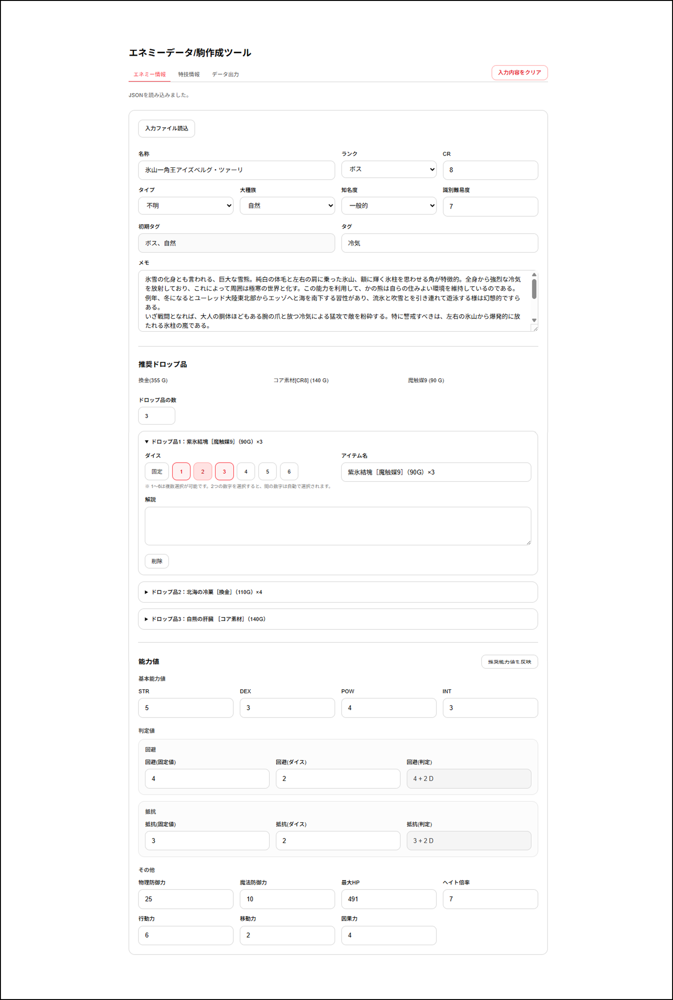 エネミーデータ/駒作成ツール
エネミー情報 特技情報 データ出力 入力内容をクリア
JSONを読み込みました。
入力ファイル読込
名称 ランク CR
氷山一角王アイズベルグ・ツァーリ ボス 8
タイプ 大種族 知名度 識別難易度
不明 自然 一般的 7
初期タグ タグ
ボス、自然 冷気
メモ
氷雪の化身とも言われる、巨大な雪熊。純白の体毛と左右の肩に乗った氷山、額に輝く氷柱を思わせる角が特徴的。全身から強烈な冷気
を放射しており、これによって周囲は極寒の世界と化す。この能力を利用して、かの熊は自らの住みよい環境を維持しているのである。
例年、冬になるとユーレッド大陸東北部からエッゾへと海を南下する習性があり、流氷と吹雪とを引き連れて遊泳する様は幻想的ですら
ある。
いざ戦闘となれば、大人の胴体ほどもある腕の爪と放つ冷気による猛攻で敵を粉砕する。特に警戒すべきは、左右の氷山から爆発的に放
たれる氷柱の嵐である。
推奨ドロップ品
換金(355 G) コア素材[CR8] (140 G) 魔触媒9 (90 G)
ドロップ品の数
3
▼ ドロップ品1：紫氷結塊［魔触媒9］（90G）×3
ダイス アイテム名
固定 1 2 3 4 5 6 紫氷結塊［魔触媒9］（90G）×3
※ 1〜6は複数選択が可能です。2つの数字を選択すると、間の数字は自動で選択されます。
解説
削除
▶ ドロップ品2：北海の冷菓［換金］（110G）×4
▶ ドロップ品3：白熊の肝臓 ［コア素材］（140G）
能力値 推奨能力値を反映
基本能力値
STR DEX POW INT
5 3 4 3
判定値
回避
回避(固定値) 回避(ダイス) 回避(判定)
4 2 4 + 2 D
抵抗
抵抗(固定値) 抵抗(ダイス) 抵抗(判定)
3 2 3 + 2 D
その他
物理防御力 魔法防御力 最大HP ヘイト倍率
25 10 491 7
行動力 移動力 因果力
6 2 4